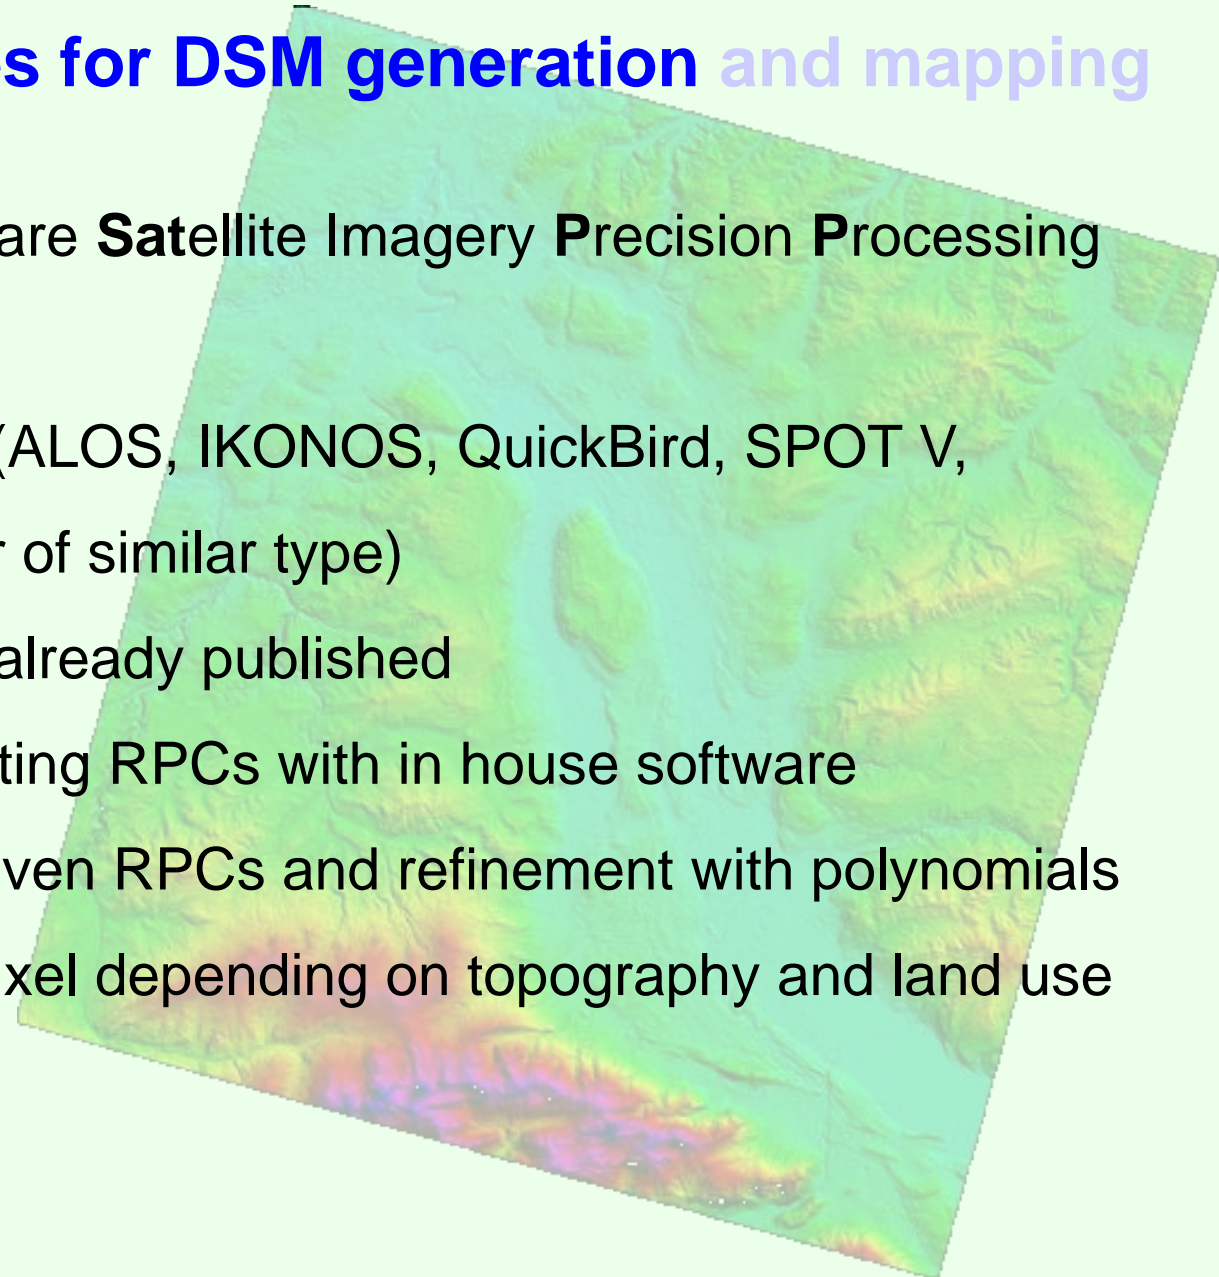 es for DSM generation and mapping
are Satellite Imagery Precision Processing
(ALOS, IKONOS, QuickBird, SPOT V,
r of similar type)
already published
ting RPCs with in house software
ven RPCs and refinement with polynomials
xel depending on topography and land use